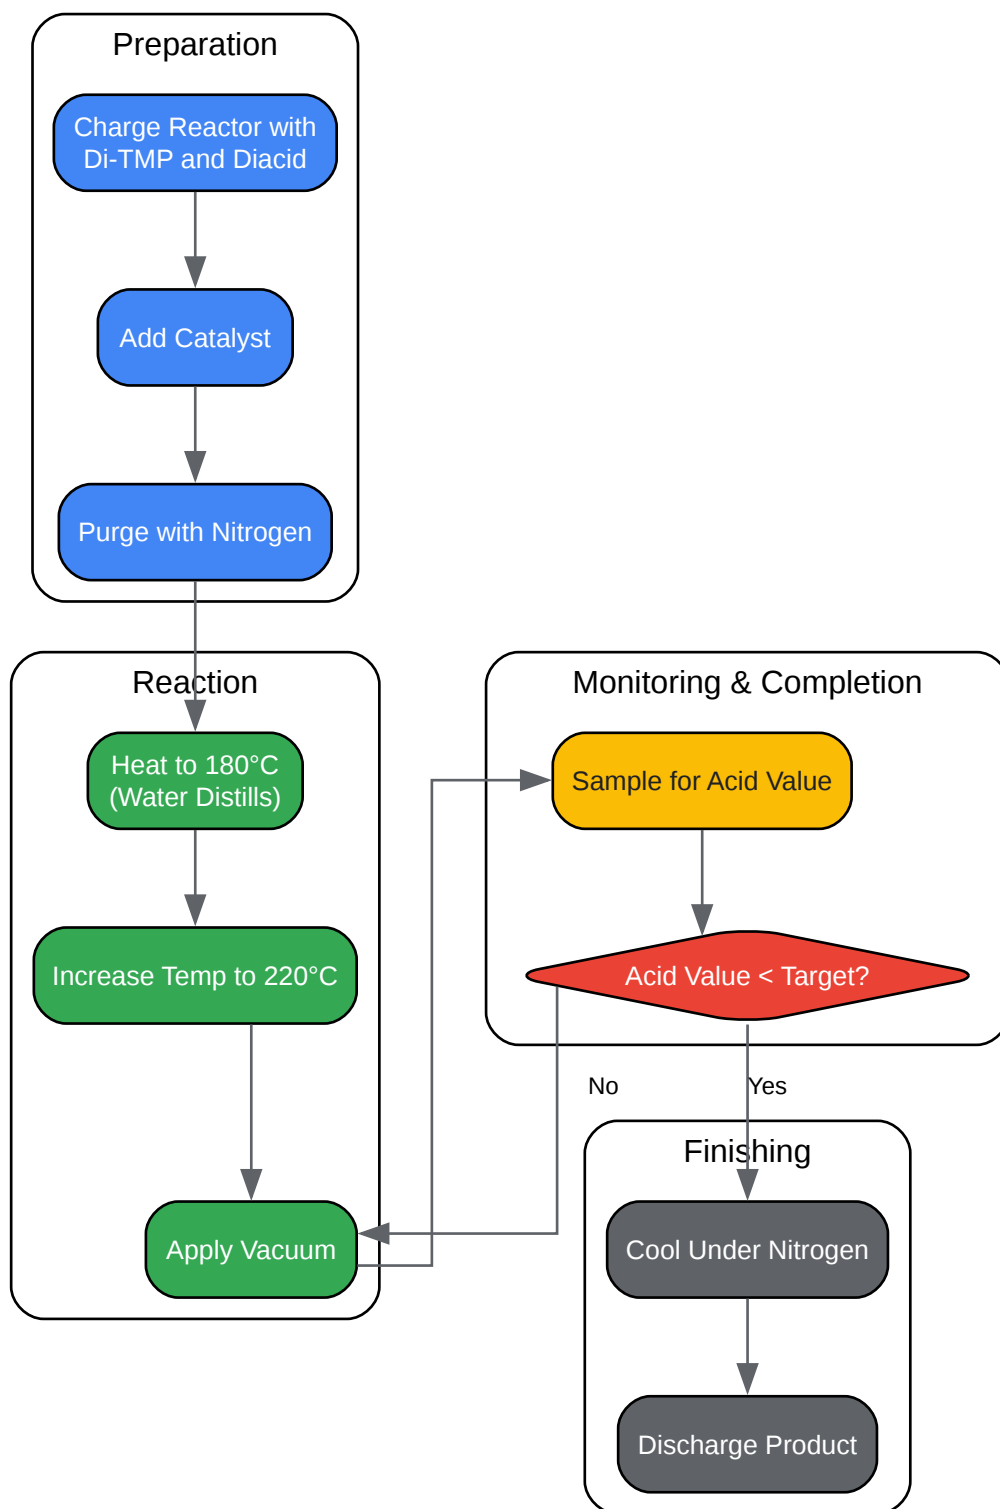 Preparation
Charge Reactor with
Di-TMP and Diacid
Add Catalyst
Purge with Nitrogen
Reaction
Heat to 180°C
(Water Distills)
Increase Temp to 220°C
Apply Vacuum
Monitoring & Completion
Sample for Acid Value
Acid Value < Target?
No
Yes
Finishing
Cool Under Nitrogen
Discharge Product